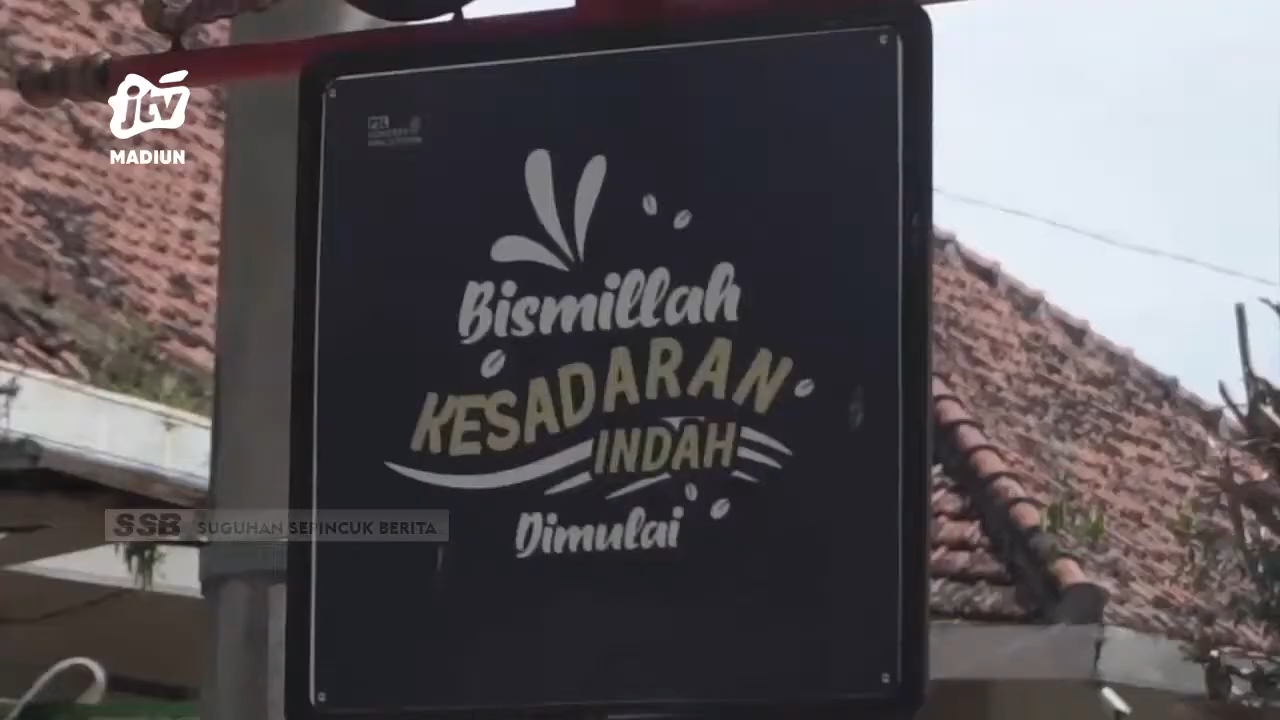 jtv
MADIUN
Bismillah
KESADARAN
INDAH
Dimulai
SSB SUGUHAN SEPINCUK BERITA